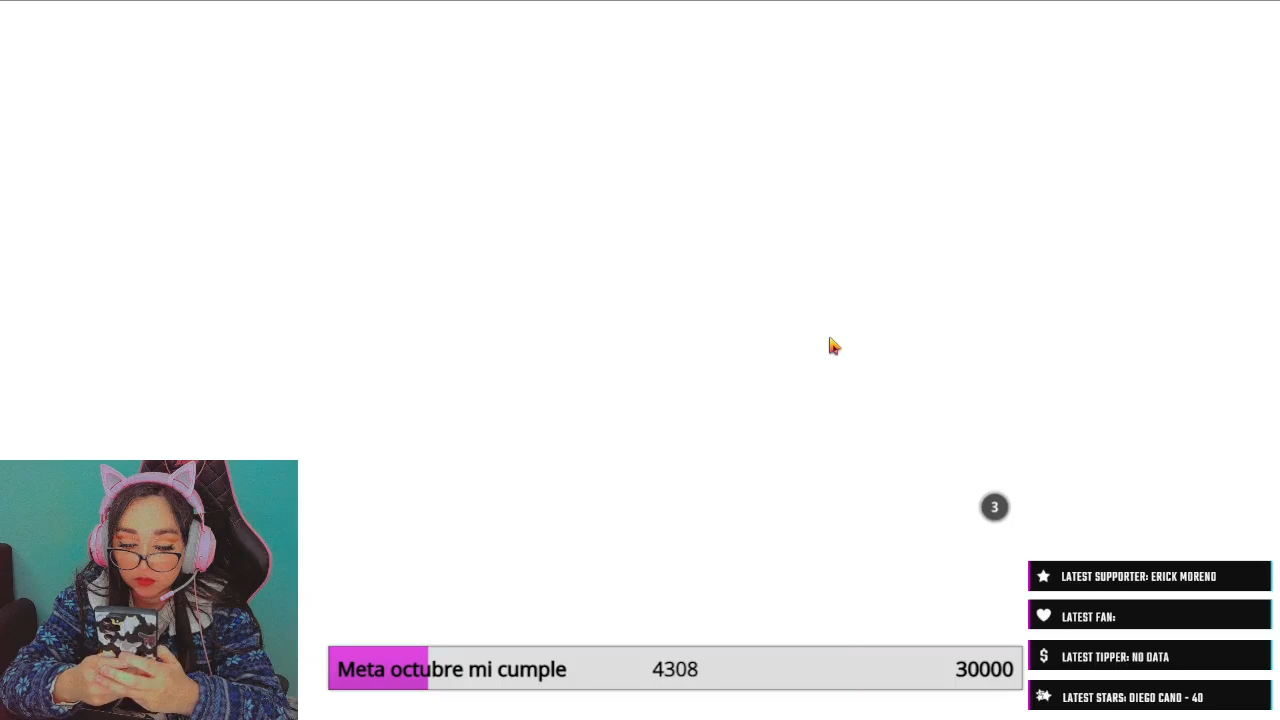 3
LATEST SUPPORTER: ERICK MORENO
LATEST FAN:
LATEST TIPPER: NO DATA
Meta octubre mi cumple 4308 30000
LATEST STARS: DIEGO CANO - 40